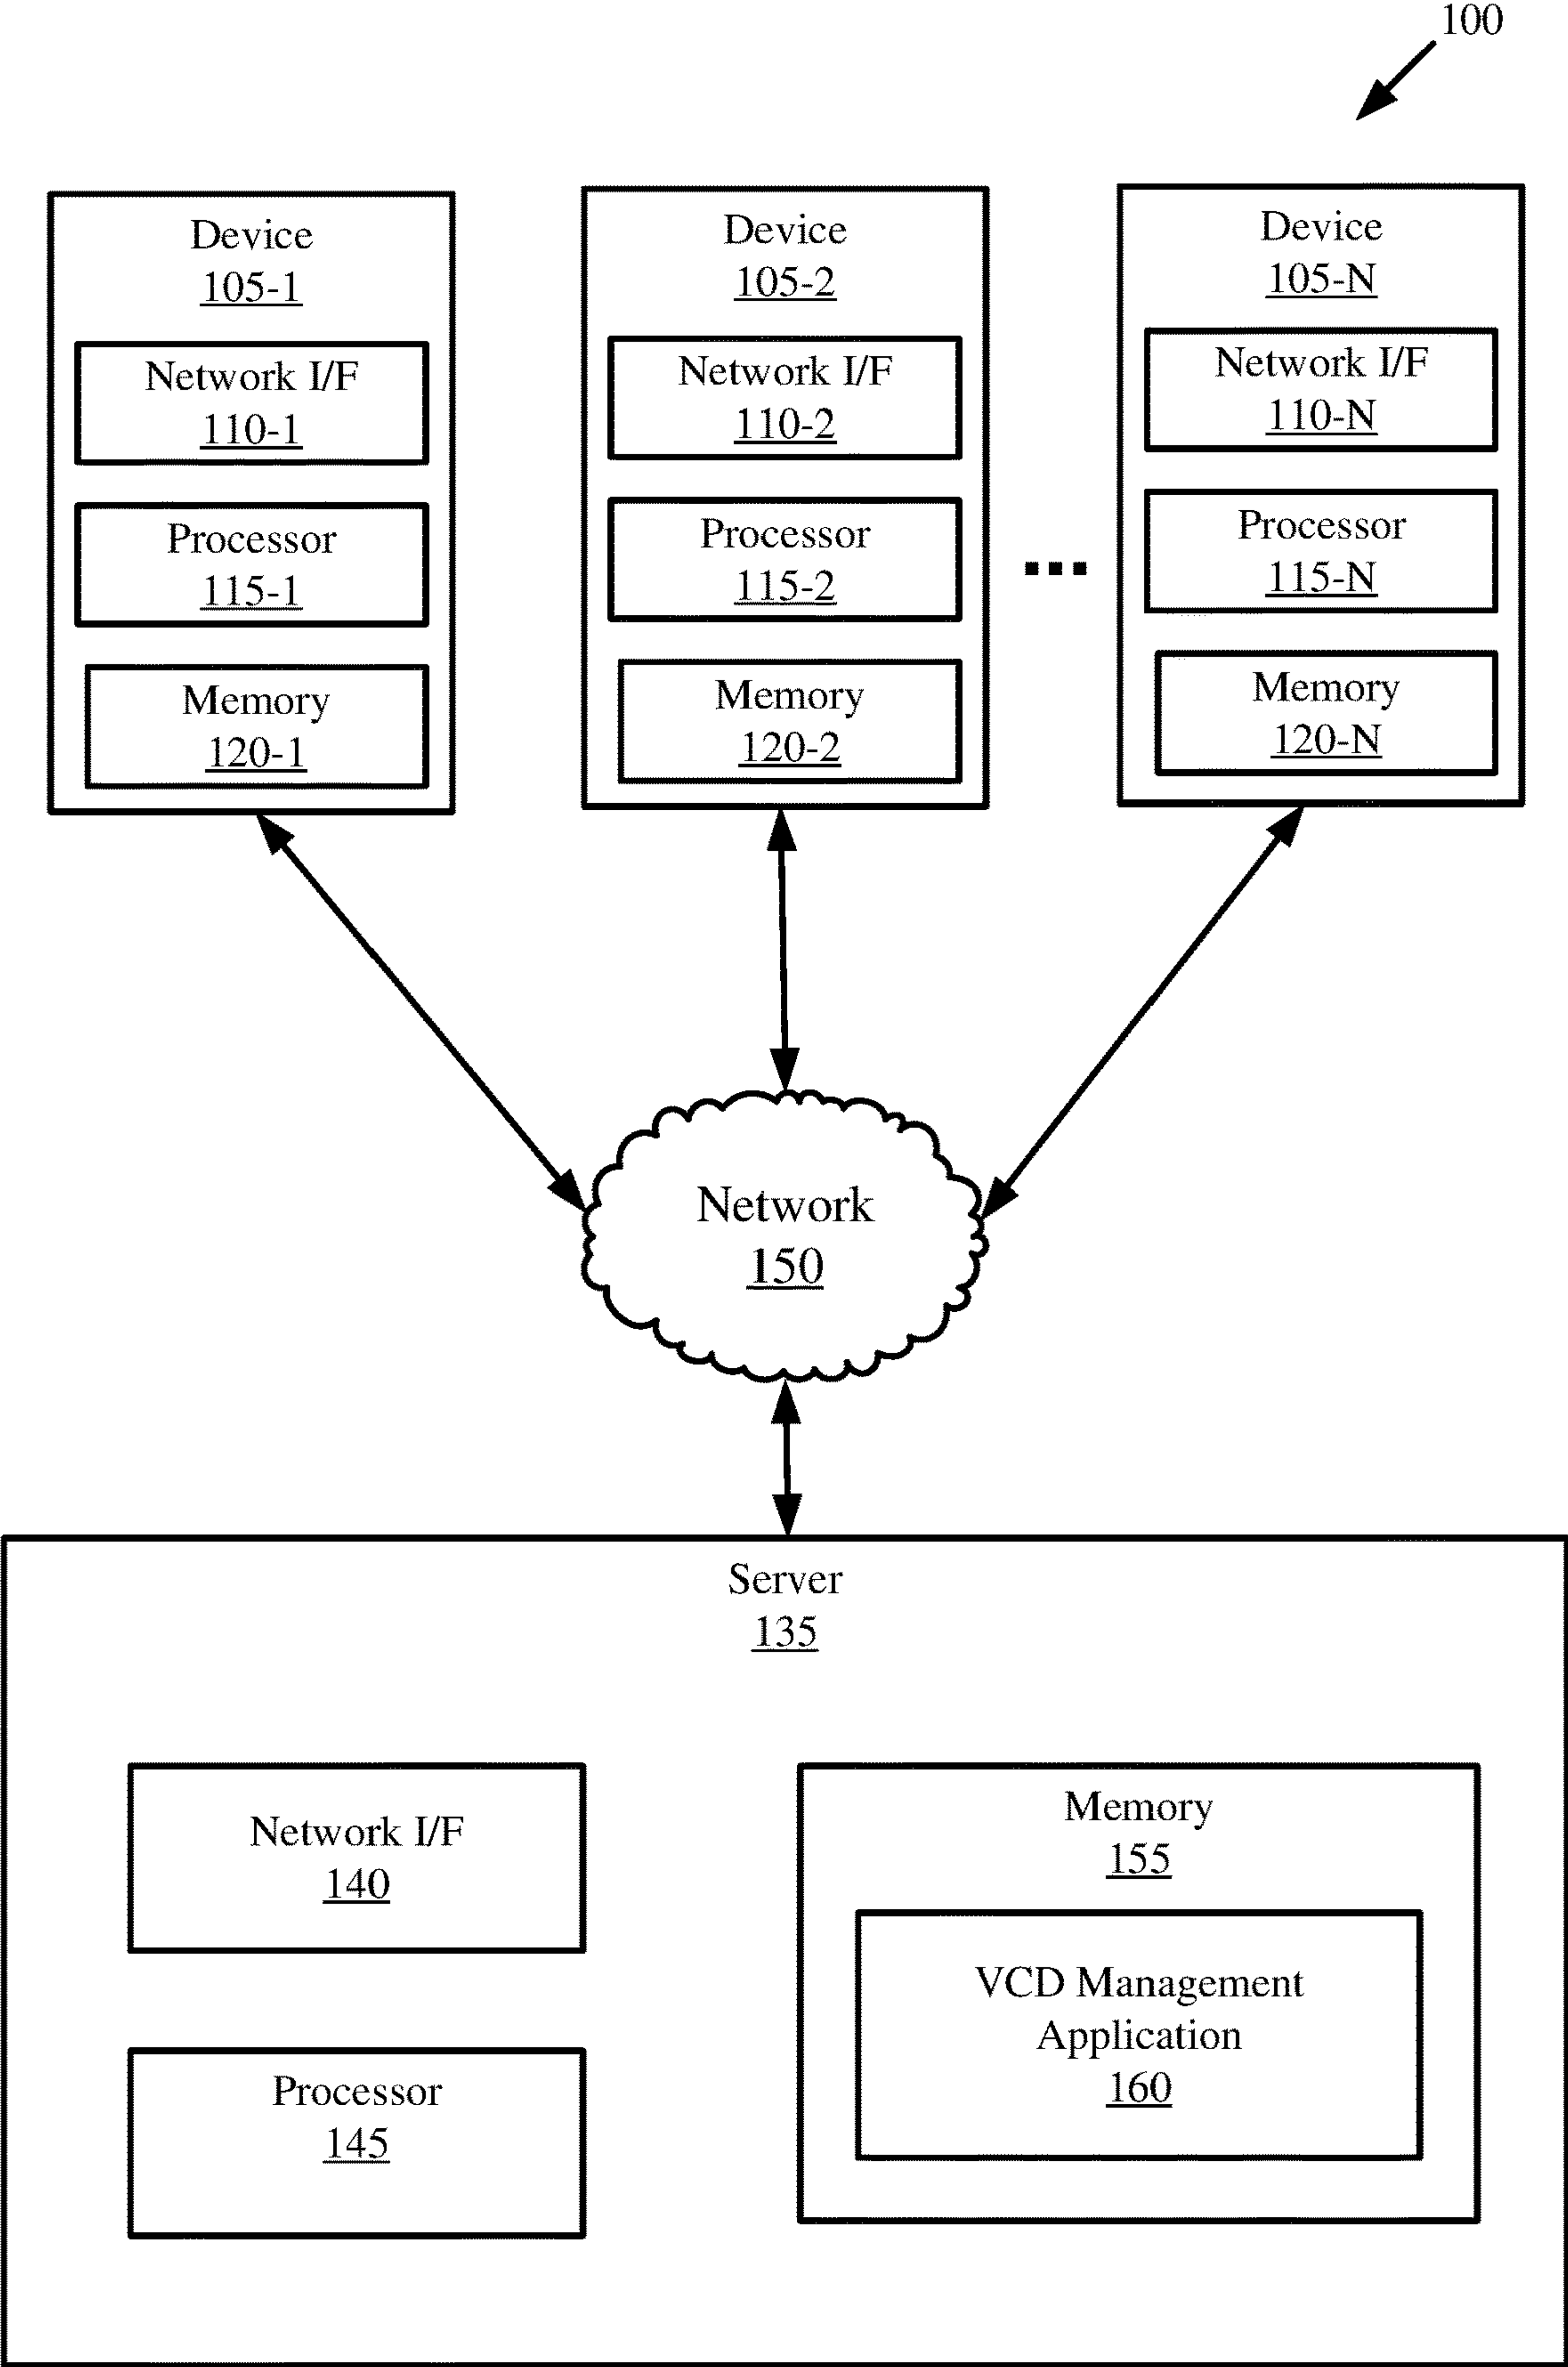 100
Device
105-1
Network I/F
110-1
Processor
115-1
Memory
120-1
Device
105-2
Network I/F
110-2
Processor
115-2
Memory
120-2
...
Device
105-N
Network I/F
110-N
Processor
115-N
Memory
120-N
Network
150
Server
135
Network I/F
140
Processor
145
Memory
155
VCD Management
Application
160